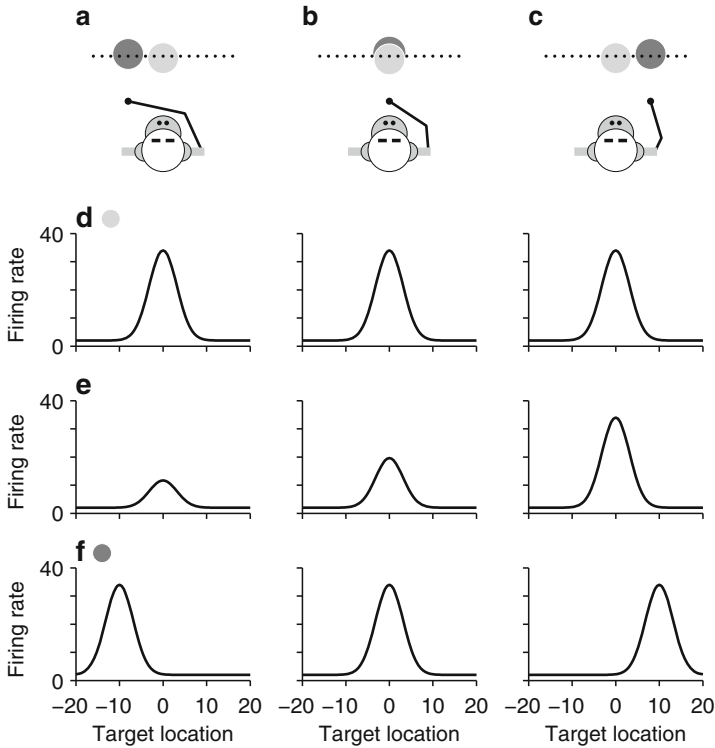 a b c
d
40
Firing rate
0
e
40
Firing rate
0
f
40
Firing rate
0
−20 −10 0 10 20 −20 −10 0 10 20 −20 −10 0 10 20
Target location Target location Target location